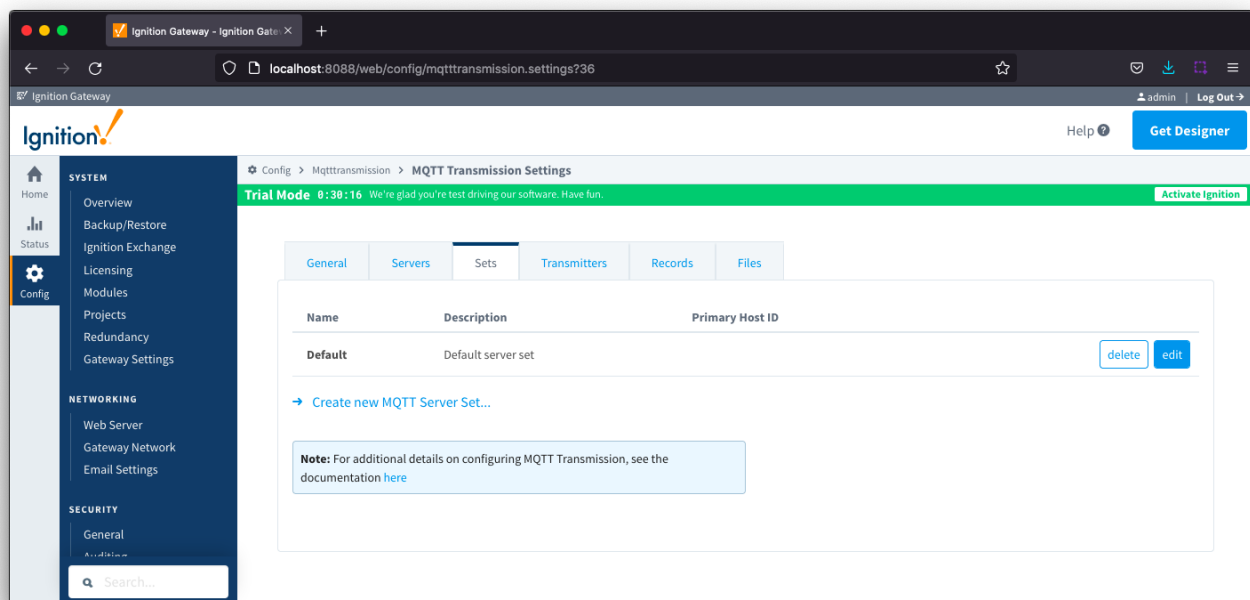 Ignition Gateway - Ignition Gate
localhost:8088/web/config/mqtttransmission.settings?36
Ignition Gateway
admin | Log Out
Ignition!
Help
Get Designer
Home
Status
Config
SYSTEM
Overview
Backup/Restore
Ignition Exchange
Licensing
Modules
Projects
Redundancy
Gateway Settings
NETWORKING
Web Server
Gateway Network
Email Settings
SECURITY
General
Auditing
Search...
Config > Mqtttransmission > MQTT Transmission Settings
Trial Mode 0:30:16 We're glad you're test driving our software. Have fun. Activate Ignition
General Servers Sets Transmitters Records Files
Name Description Primary Host ID
Default Default server set delete edit
→ Create new MQTT Server Set...
Note: For additional details on configuring MQTT Transmission, see the
documentation here